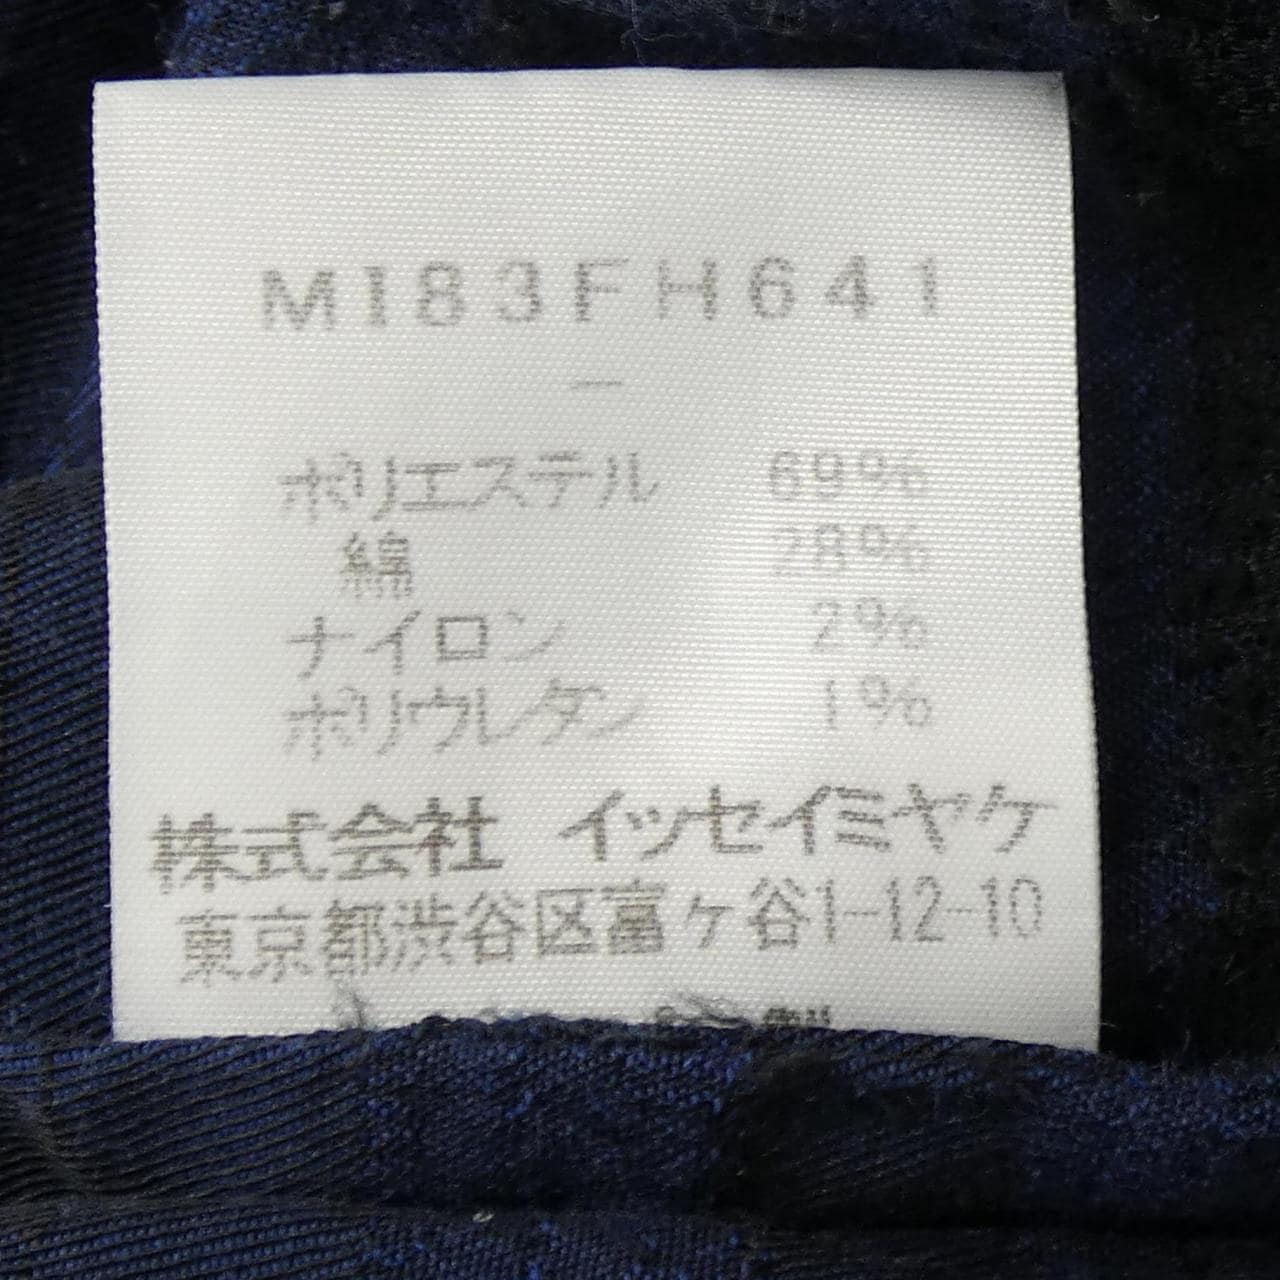 MI83FH641
—
ポリエステル 69%
綿 28%
ナイロン 2%
ポリウレタン 1%
株式会社 イッセイミヤケ
東京都渋谷区富ヶ谷1-12-10